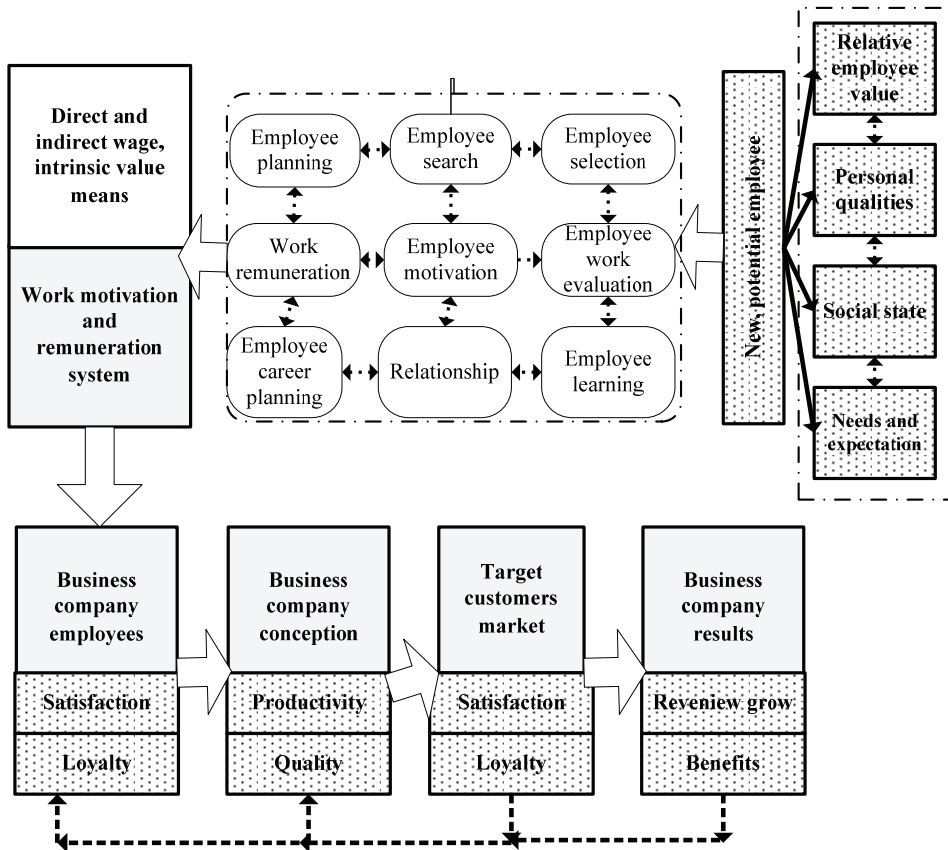 Direct and
indirect wage,
intrinsic value
means
Work motivation
and
remuneration
system
Employee
planning
Employee
search
Employee
selection
Work
remuneration
Employee
motivation
Employee
work
evaluation
Employee
career
planning
Relationship
Employee
learning
New, potential employee
Relative
employee
value
Personal
qualities
Social state
Needs and
expectation
Business
company
employees
Satisfaction
Loyalty
Business
company
conception
Productivity
Quality
Target
customers
market
Satisfaction
Loyalty
Business
company
results
Reveniew grow
Benefits